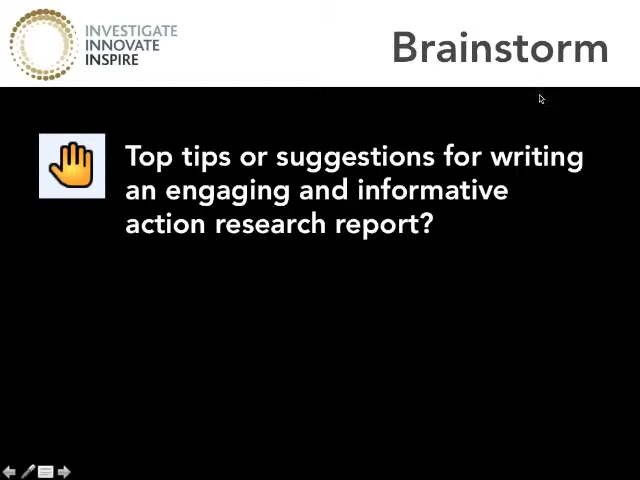 INVESTIGATE
INNOVATE
INSPIRE
Brainstorm
Top tips or suggestions for writing
an engaging and informative
action research report?